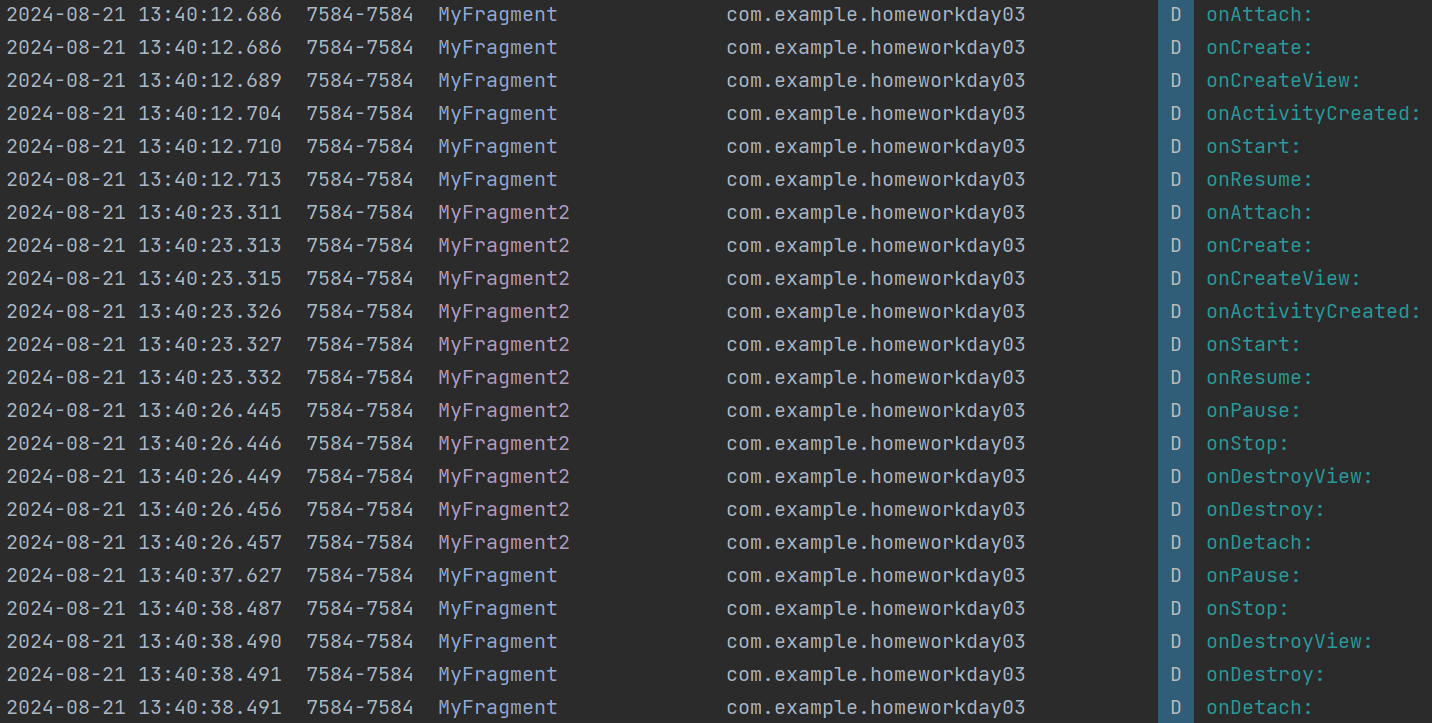 2024-08-21 13:40:12.686 7584-7584 MyFragment com.example.homeworkday03 D onAttach:
2024-08-21 13:40:12.686 7584-7584 MyFragment com.example.homeworkday03 D onCreate:
2024-08-21 13:40:12.689 7584-7584 MyFragment com.example.homeworkday03 D onCreateView:
2024-08-21 13:40:12.704 7584-7584 MyFragment com.example.homeworkday03 D onActivityCreated:
2024-08-21 13:40:12.710 7584-7584 MyFragment com.example.homeworkday03 D onStart:
2024-08-21 13:40:12.713 7584-7584 MyFragment com.example.homeworkday03 D onResume:
2024-08-21 13:40:23.311 7584-7584 MyFragment2 com.example.homeworkday03 D onAttach:
2024-08-21 13:40:23.313 7584-7584 MyFragment2 com.example.homeworkday03 D onCreate:
2024-08-21 13:40:23.315 7584-7584 MyFragment2 com.example.homeworkday03 D onCreateView:
2024-08-21 13:40:23.326 7584-7584 MyFragment2 com.example.homeworkday03 D onActivityCreated:
2024-08-21 13:40:23.327 7584-7584 MyFragment2 com.example.homeworkday03 D onStart:
2024-08-21 13:40:23.332 7584-7584 MyFragment2 com.example.homeworkday03 D onResume:
2024-08-21 13:40:26.445 7584-7584 MyFragment2 com.example.homeworkday03 D onPause:
2024-08-21 13:40:26.446 7584-7584 MyFragment2 com.example.homeworkday03 D onStop:
2024-08-21 13:40:26.449 7584-7584 MyFragment2 com.example.homeworkday03 D onDestroyView:
2024-08-21 13:40:26.456 7584-7584 MyFragment2 com.example.homeworkday03 D onDestroy:
2024-08-21 13:40:26.457 7584-7584 MyFragment2 com.example.homeworkday03 D onDetach:
2024-08-21 13:40:37.627 7584-7584 MyFragment com.example.homeworkday03 D onPause:
2024-08-21 13:40:38.487 7584-7584 MyFragment com.example.homeworkday03 D onStop:
2024-08-21 13:40:38.490 7584-7584 MyFragment com.example.homeworkday03 D onDestroyView:
2024-08-21 13:40:38.491 7584-7584 MyFragment com.example.homeworkday03 D onDestroy:
2024-08-21 13:40:38.491 7584-7584 MyFragment com.example.homeworkday03 D onDetach: